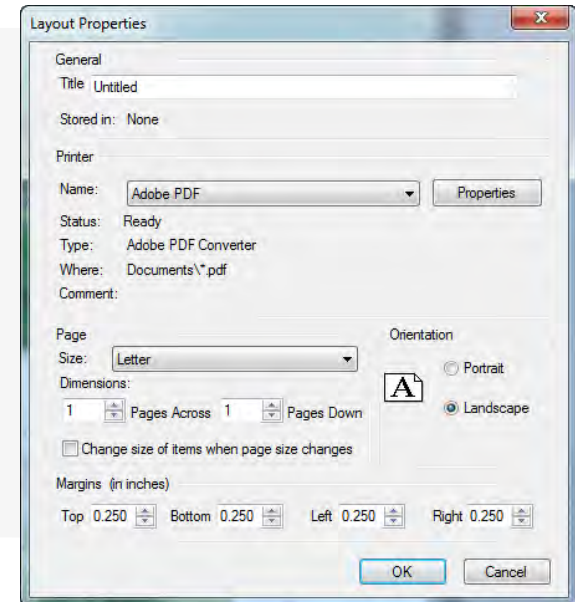 Layout Properties
General
Title Untitled
Stored in: None
Printer
Name: Adobe PDF Properties
Status: Ready
Type: Adobe PDF Converter
Where: Documents\*.pdf
Comment:
Page Orientation
Size: Letter
Portrait
Dimensions:
A
1 Pages Across 1 Pages Down Landscape
Change size of items when page size changes
Margins (in inches)
Top 0.250 Bottom 0.250 Left 0.250 Right 0.250
OK Cancel